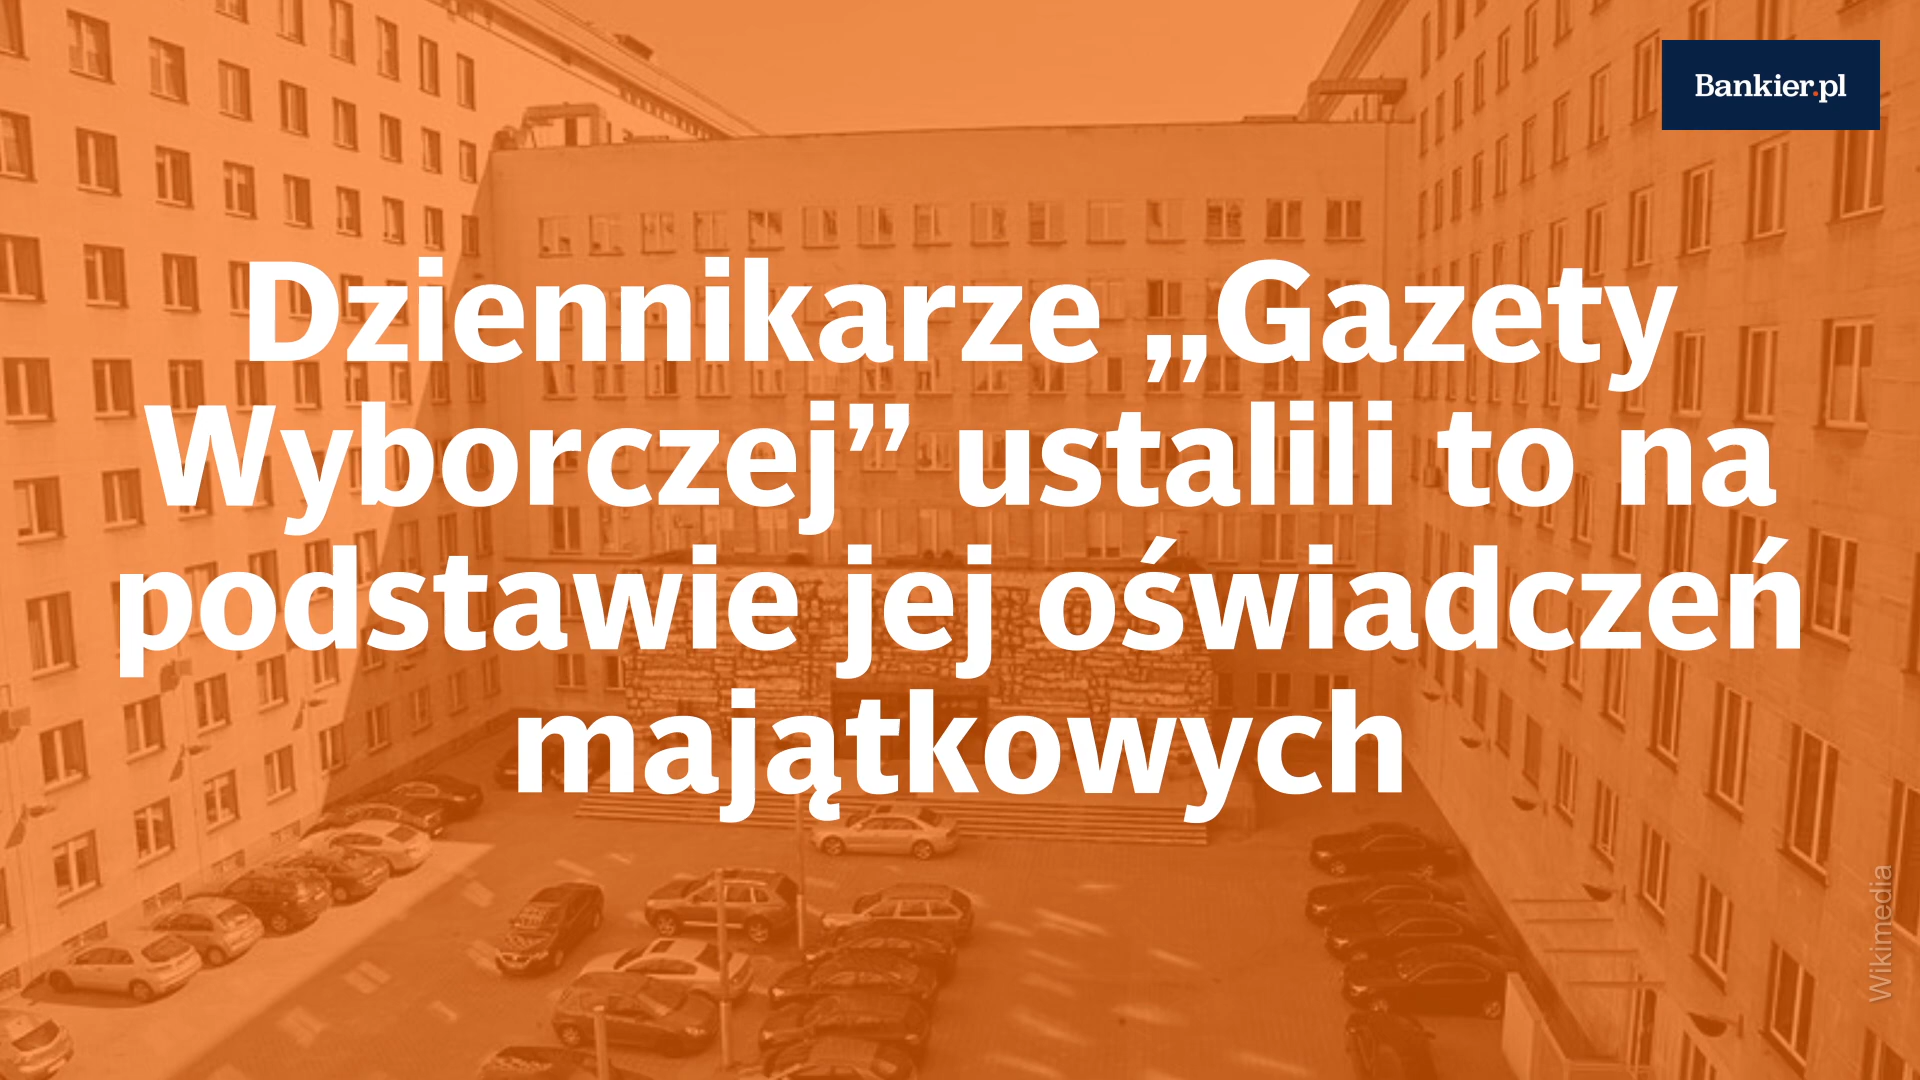 Bankier.pl
Dziennikarze „Gazety
Wyborczej” ustalili to na
podstawie jej oświadczeń
majątkowych
Wikimedia